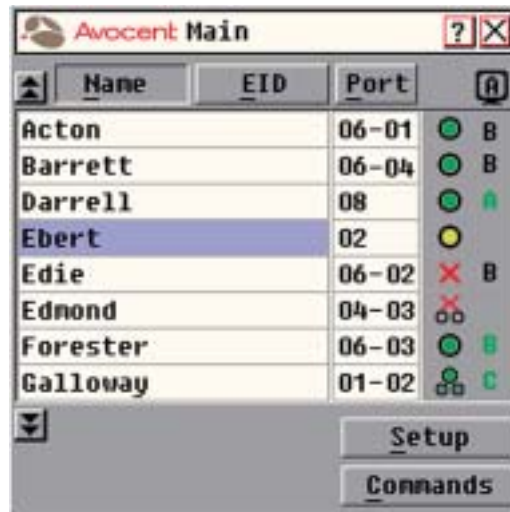 Avocent Main ? X
Name EID Port A
Acton 06-01 B
Barrett 06-04 B
Darrell 08 A
Ebert 02
Edie 06-02 B
Edmond 04-03
Forester 06-03 B
Galloway 01-02 C
Setup
Commands